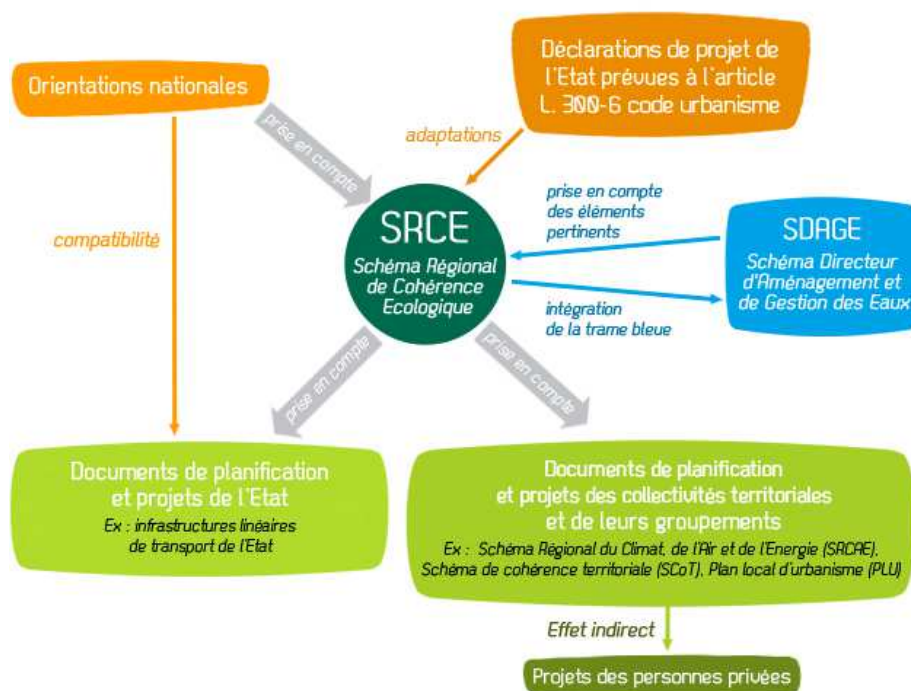 Orientations nationales
Déclarations de projet de
l'Etat prévues à l'article
L. 300-6 code urbanisme
prise en compte
adaptations
compatibilité
SRCE
Schéma Régional
de Cohérence
Ecologique
prise en compte
des éléments
pertinents
SDAGE
Schéma Directeur
d'Aménagement et
de Gestion des Eaux
intégration
de la trame bleue
prise en compte
prise en compte
Documents de planification
et projets de l'Etat
Ex : infrastructures linéaires
de transport de l'Etat
Documents de planification
et projets des collectivités territoriales
et de leurs groupements
Ex : Schéma Régional du Climat, de l'Air et de l'Energie (SRCAE),
Schéma de cohérence territoriale (SCoT), Plan local d'urbanisme (PLU)
Effet indirect
Projets des personnes privées